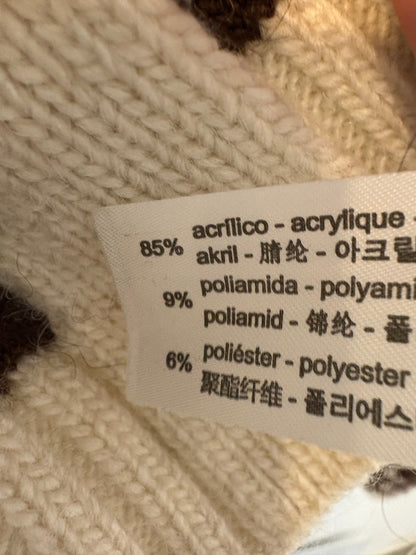 85% acrílico - acrylique
akril - 腈纶 - 아크릴
9% poliamida - polyami
poliamid - 锦纶 - 폴
6% poliéster - polyester
聚酯纤维 - 폴리에스